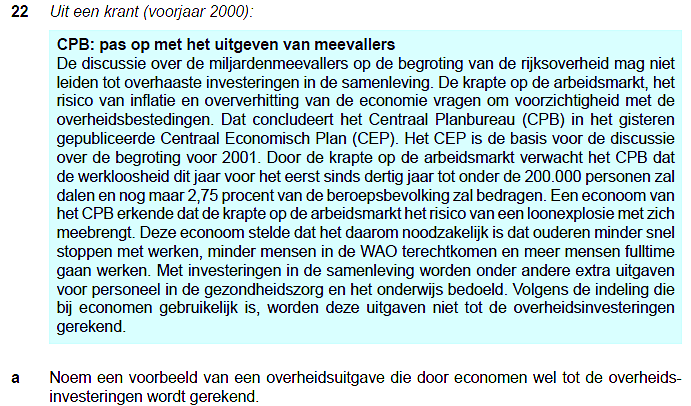 22 Uit een krant (voorjaar 2000):
CPB: pas op met het uitgeven van meevallers
De discussie over de miljardenmeevallers op de begroting van de rijksoverheid mag niet
leiden tot overhaaste investeringen in de samenleving. De krapte op de arbeidsmarkt, het
risico van inflatie en oververhitting van de economie vragen om voorzichtigheid met de
overheidsbestedingen. Dat concludeert het Centraal Planbureau (CPB) in het gisteren
gepubliceerde Centraal Economisch Plan (CEP). Het CEP is de basis voor de discussie
over de begroting voor 2001. Door de krapte op de arbeidsmarkt verwacht het CPB dat
de werkloosheid dit jaar voor het eerst sinds dertig jaar tot onder de 200.000 personen zal
dalen en nog maar 2,75 procent van de beroepsbevolking zal bedragen. Een econoom van
het CPB erkende dat de krapte op de arbeidsmarkt het risico van een loonexplosie met zich
meebrengt. Deze econoom stelde dat het daarom noodzakelijk is dat ouderen minder snel
stoppen met werken, minder mensen in de WAO terechtkomen en meer mensen fulltime
gaan werken. Met investeringen in de samenleving worden onder andere extra uitgaven
voor personeel in de gezondheidszorg en het onderwijs bedoeld. Volgens de indeling die
bij economen gebruikelijk is, worden deze uitgaven niet tot de overheidsinvesteringen
gerekend.
a Noem een voorbeeld van een overheidsuitgave die door economen wel tot de overheids-
investeringen wordt gerekend.